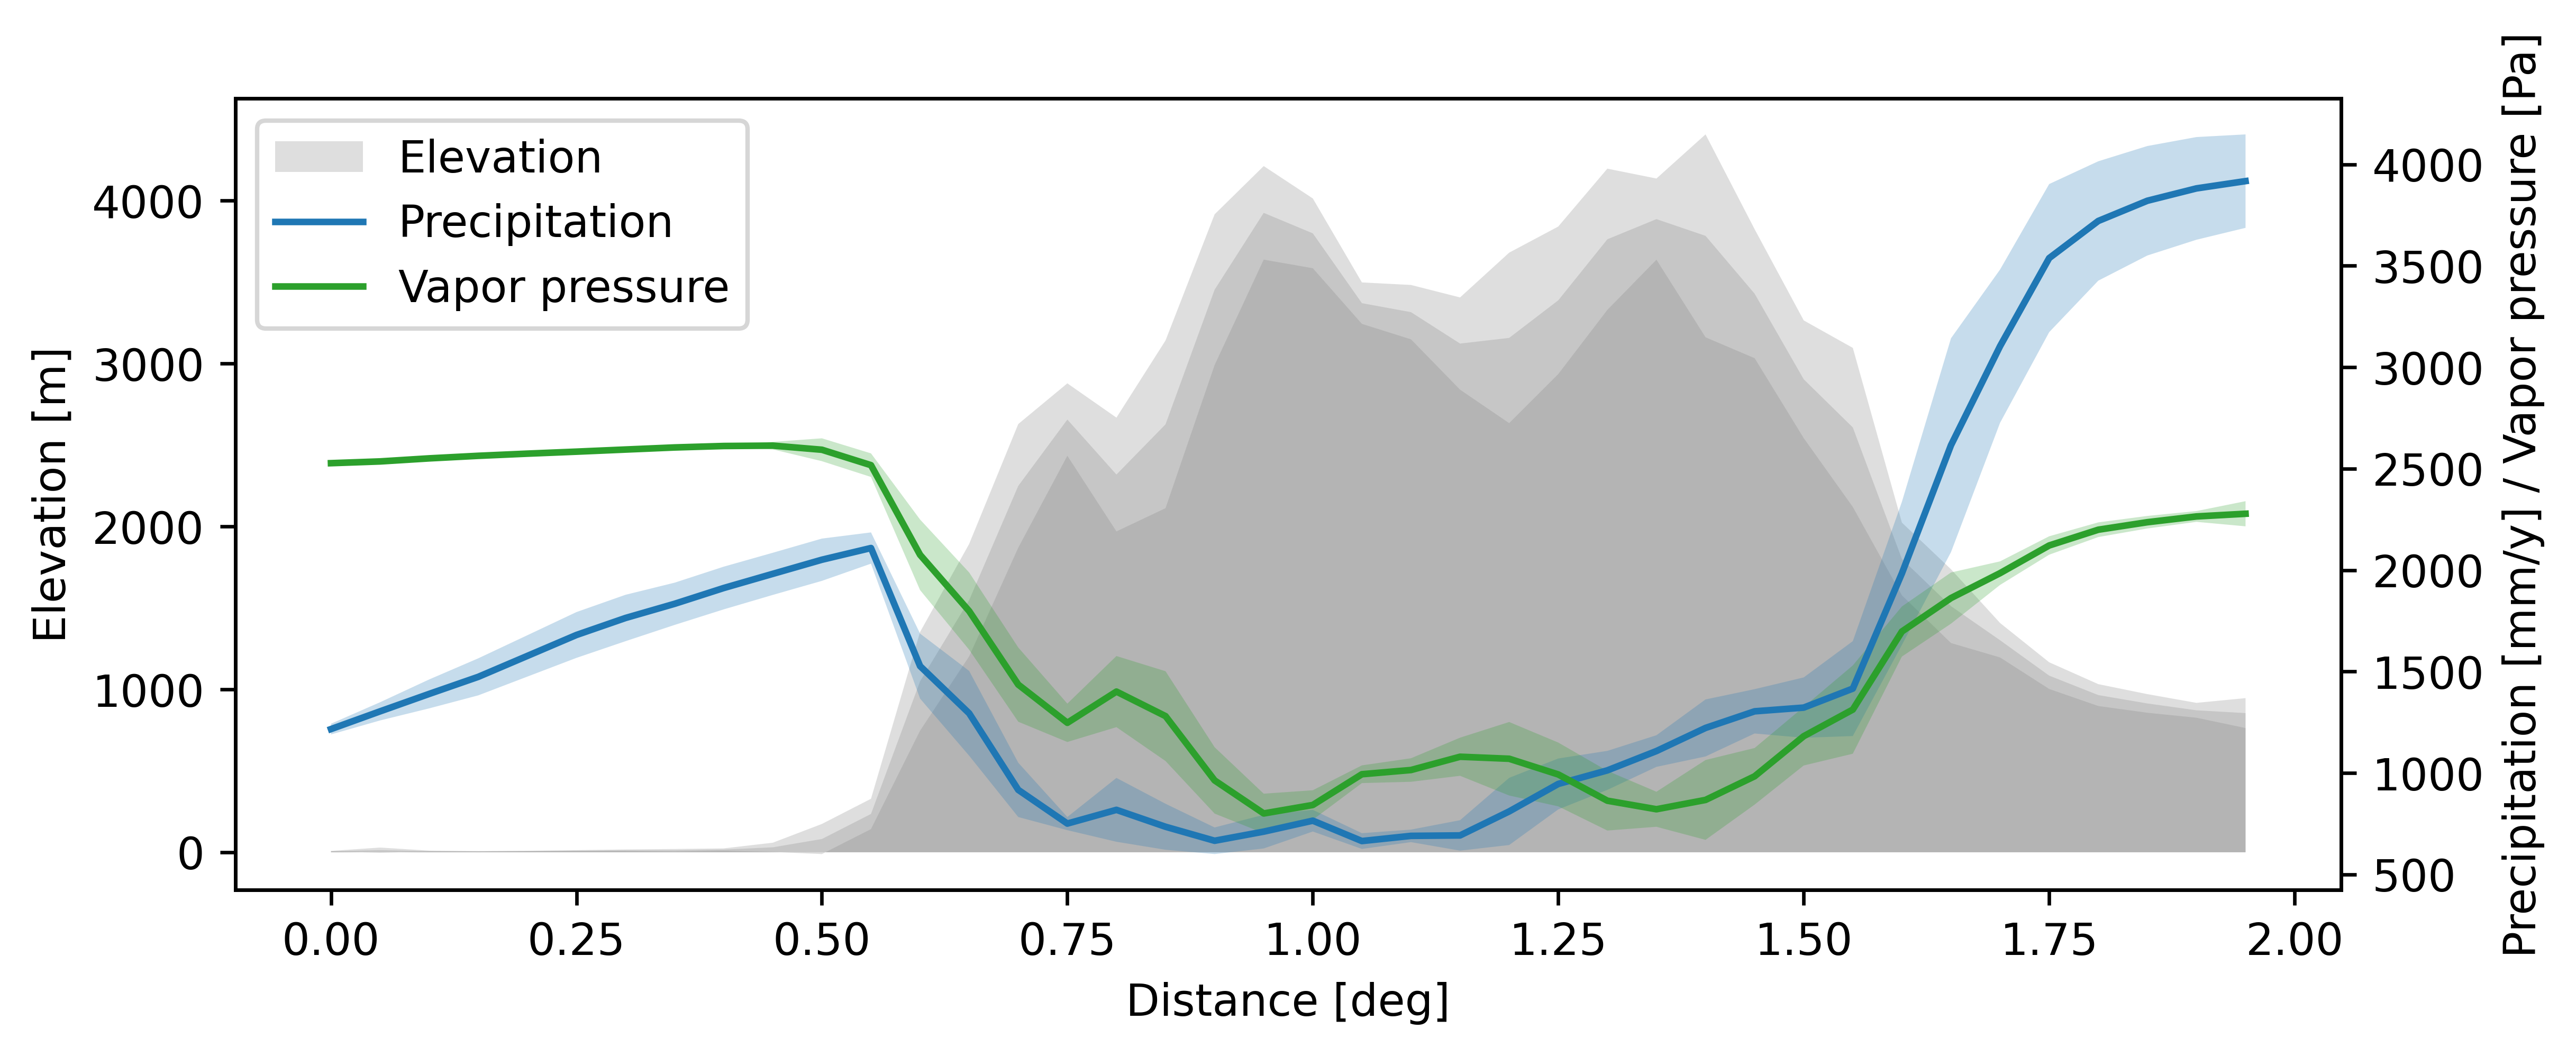 Elevation
Precipitation
Vapor pressure
Elevation [m]
4000
3000
2000
1000
0
4000
3500
3000
2500
2000
1500
1000
500
Precipitation [mm/y] / Vapor pressure [Pa]
0.00 0.25 0.50 0.75 1.00 1.25 1.50 1.75 2.00
Distance [deg]